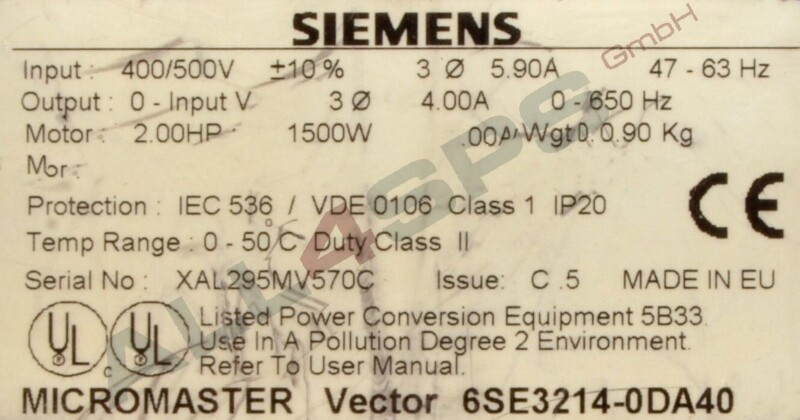 SIEMENS
Input : 400/500V ±10% 3 Ø 5.90A 47 - 63 Hz
Output : 0 - Input V 3 Ø 4.00A 0 - 650 Hz
Motor : 2.00HP 1500W .00A Wgt 0.90 Kg
Protection : IEC 536 / VDE 0106 Class 1 IP20
Temp Range : 0 - 50°C Duty Class II
Serial No : XAL295MV570C Issue: C .5 MADE IN EU
CE
UL c UL Listed Power Conversion Equipment 5B33.
Use In A Pollution Degree 2 Environment.
Refer To User Manual.
MICROMASTER Vector 6SE3214-0DA40
ALL4SPS GmbH